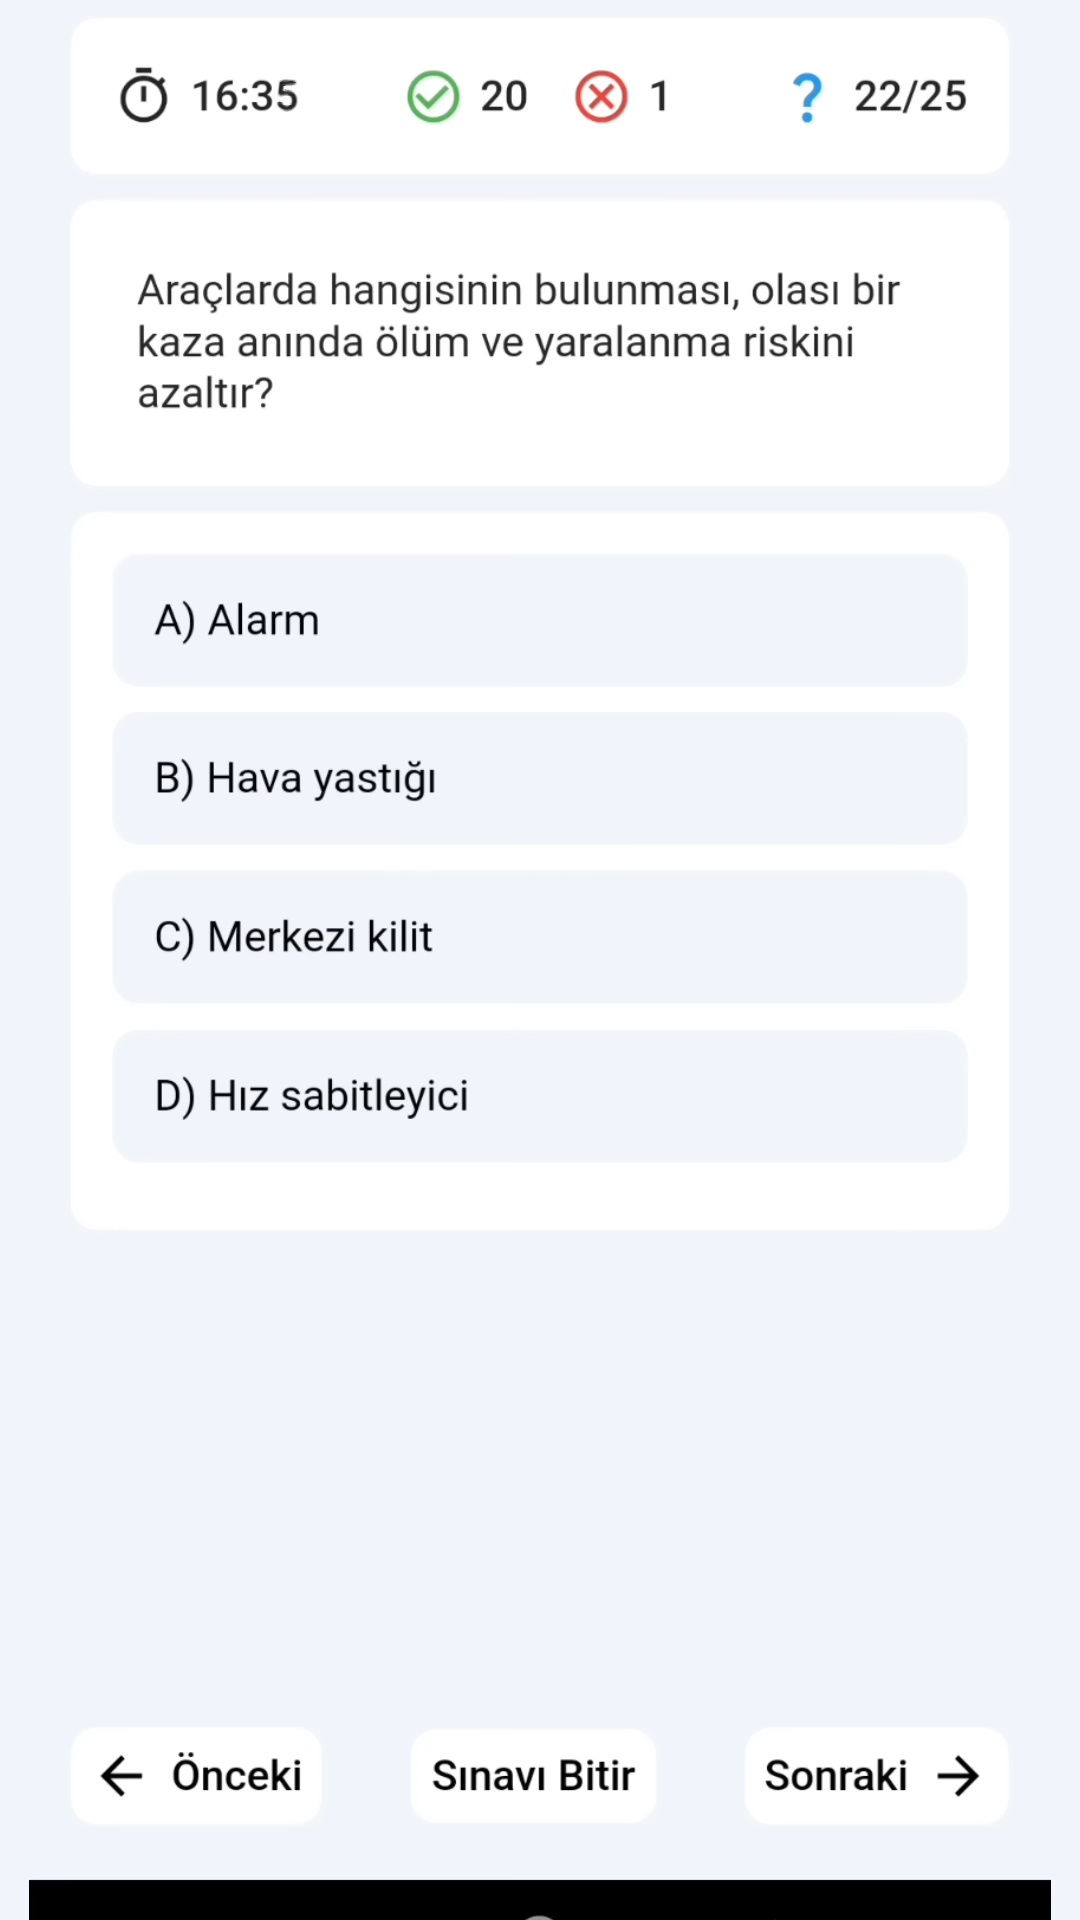 16:35 20 1 ? 22/25
Araçlarda hangisinin bulunması, olası bir
kaza anında ölüm ve yaralanma riskini
azaltır?
A) Alarm
B) Hava yastığı
C) Merkezi kilit
D) Hız sabitleyici
← Önceki Sınavı Bitir Sonraki →